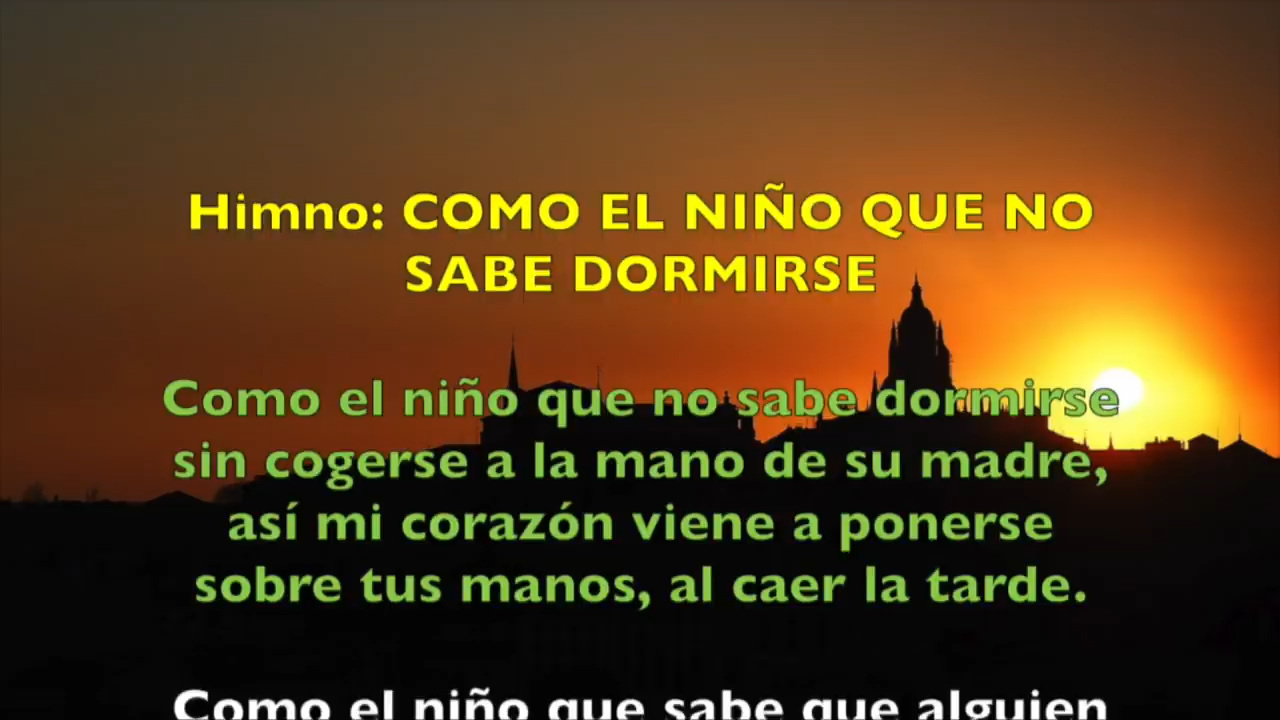 Himno: COMO EL NIÑO QUE NO
SABE DORMIRSE
Como el niño que no sabe dormirse
sin cogerse a la mano de su madre,
así mi corazón viene a ponerse
sobre tus manos, al caer la tarde.
Como el niño que sabe que alguien